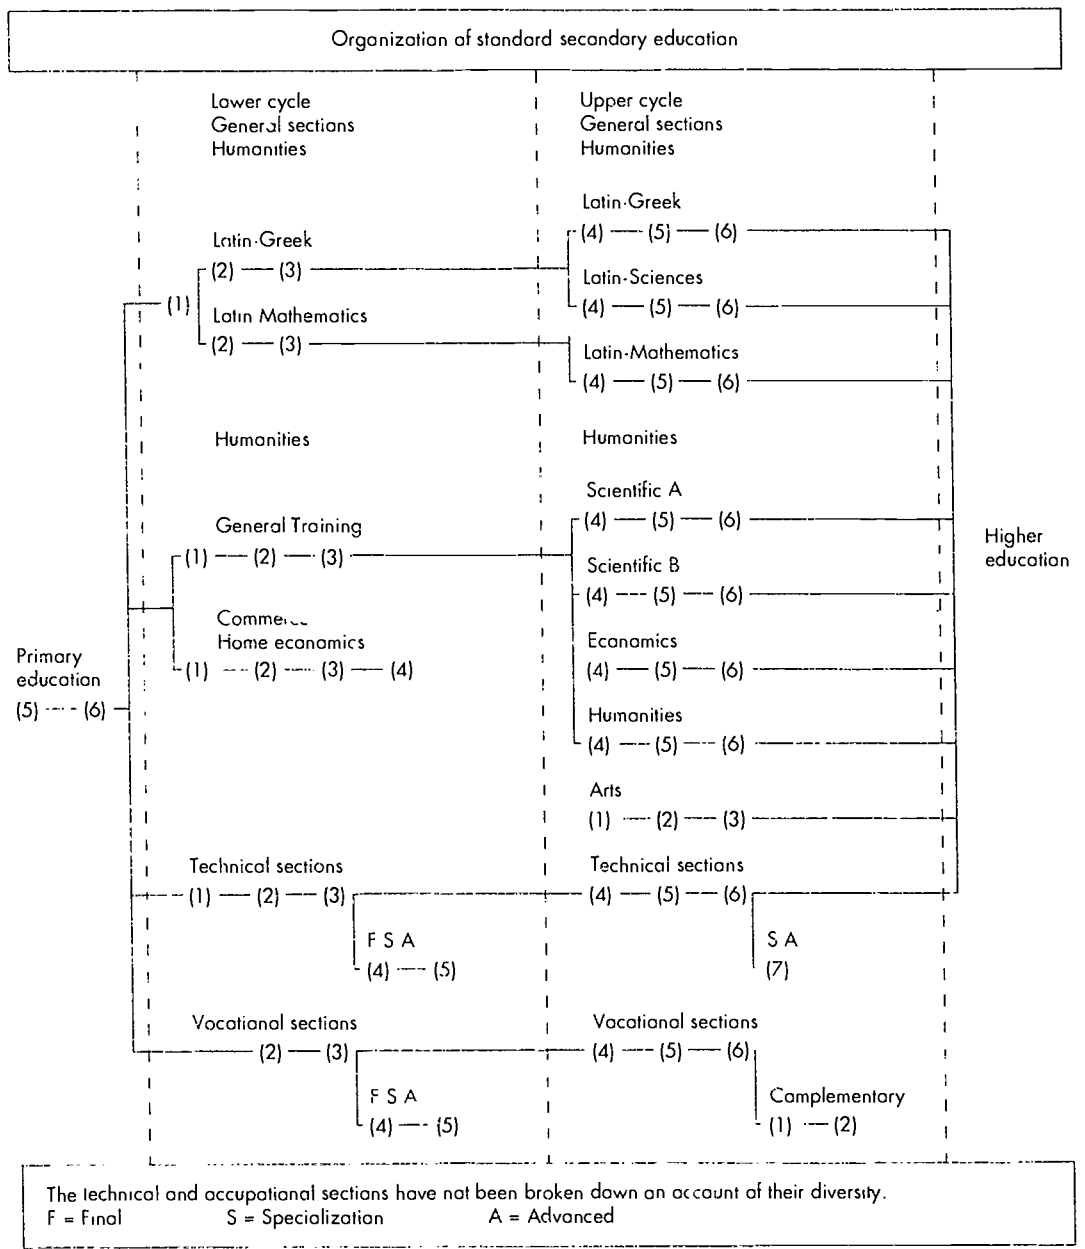 Organization of standard secondary education
Lower cycle
General sections
Humanities
Upper cycle
General sections
Humanities
Latin-Greek
(2) — (3)
(1)
Latin Mathematics
(2) — (3)
Latin-Greek
(4) — (5) — (6)
Latin-Sciences
(4) — (5) — (6)
Latin-Mathematics
(4) — (5) — (6)
Humanities
Humanities
General Training
(1) — (2) — (3)
Commerce
Home economics
(1) — (2) — (3) — (4)
Scientific A
(4) — (5) — (6)
Scientific B
(4) — (5) — (6)
Economics
(4) — (5) — (6)
Humanities
(4) — (5) — (6)
Arts
(1) — (2) — (3)
Primary
education
(5) — (6)
Higher
education
Technical sections
(1) — (2) — (3)
F S A
(4) — (5)
Technical sections
(4) — (5) — (6)
S A
(7)
Vocational sections
(2) — (3)
F S A
(4) — (5)
Vocational sections
(4) — (5) — (6)
Complementary
(1) — (2)
The technical and occupational sections have not been broken down on account of their diversity.
F = Final S = Specialization A = Advanced